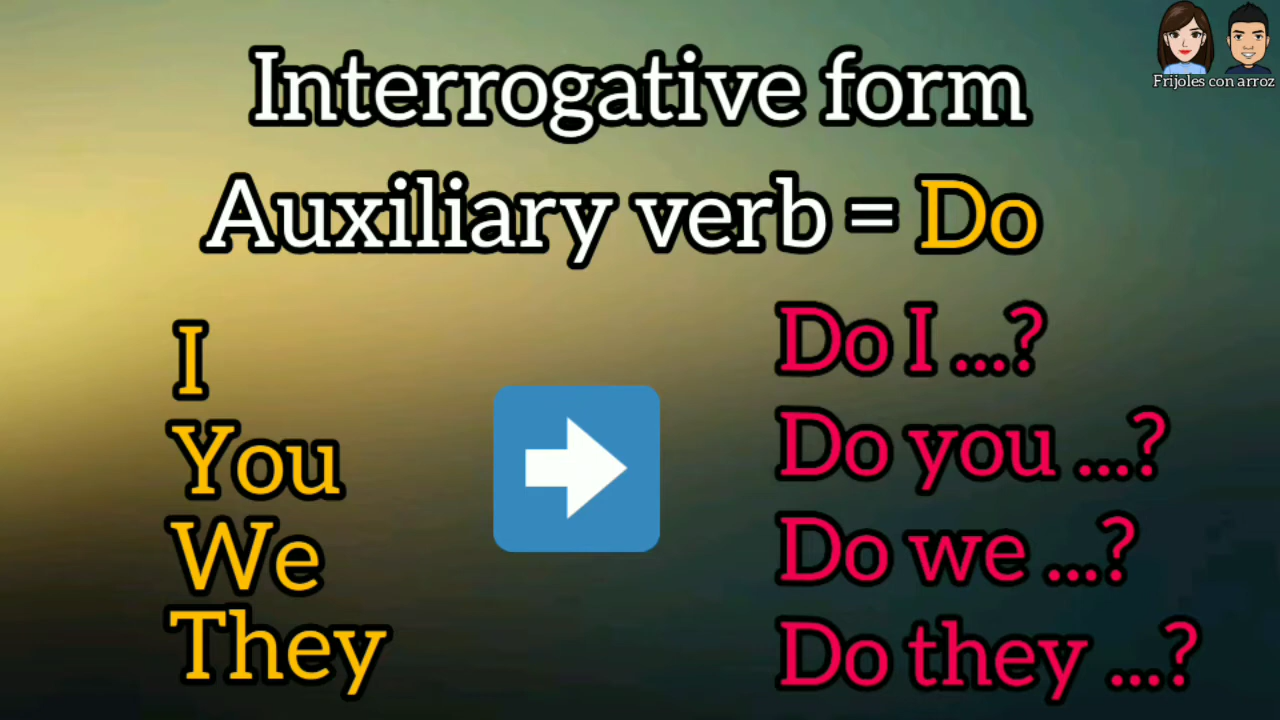 Frijoles con arroz
Interrogative form
Auxiliary verb = Do
I
You
We
They
Do I ...?
Do you ...?
Do we ...?
Do they ...?